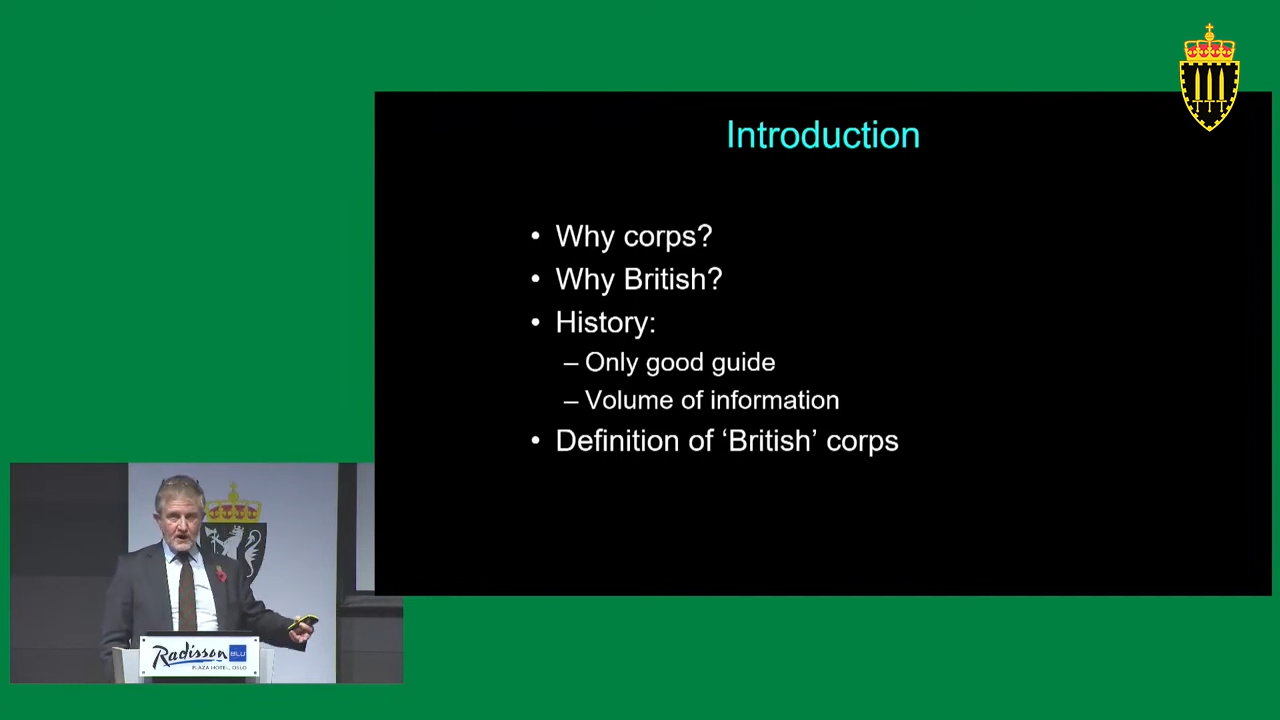 Introduction
• Why corps?
• Why British?
• History:
– Only good guide
– Volume of information
• Definition of ‘British’ corps
Radisson BLU
PLAZA HOTEL, OSLO